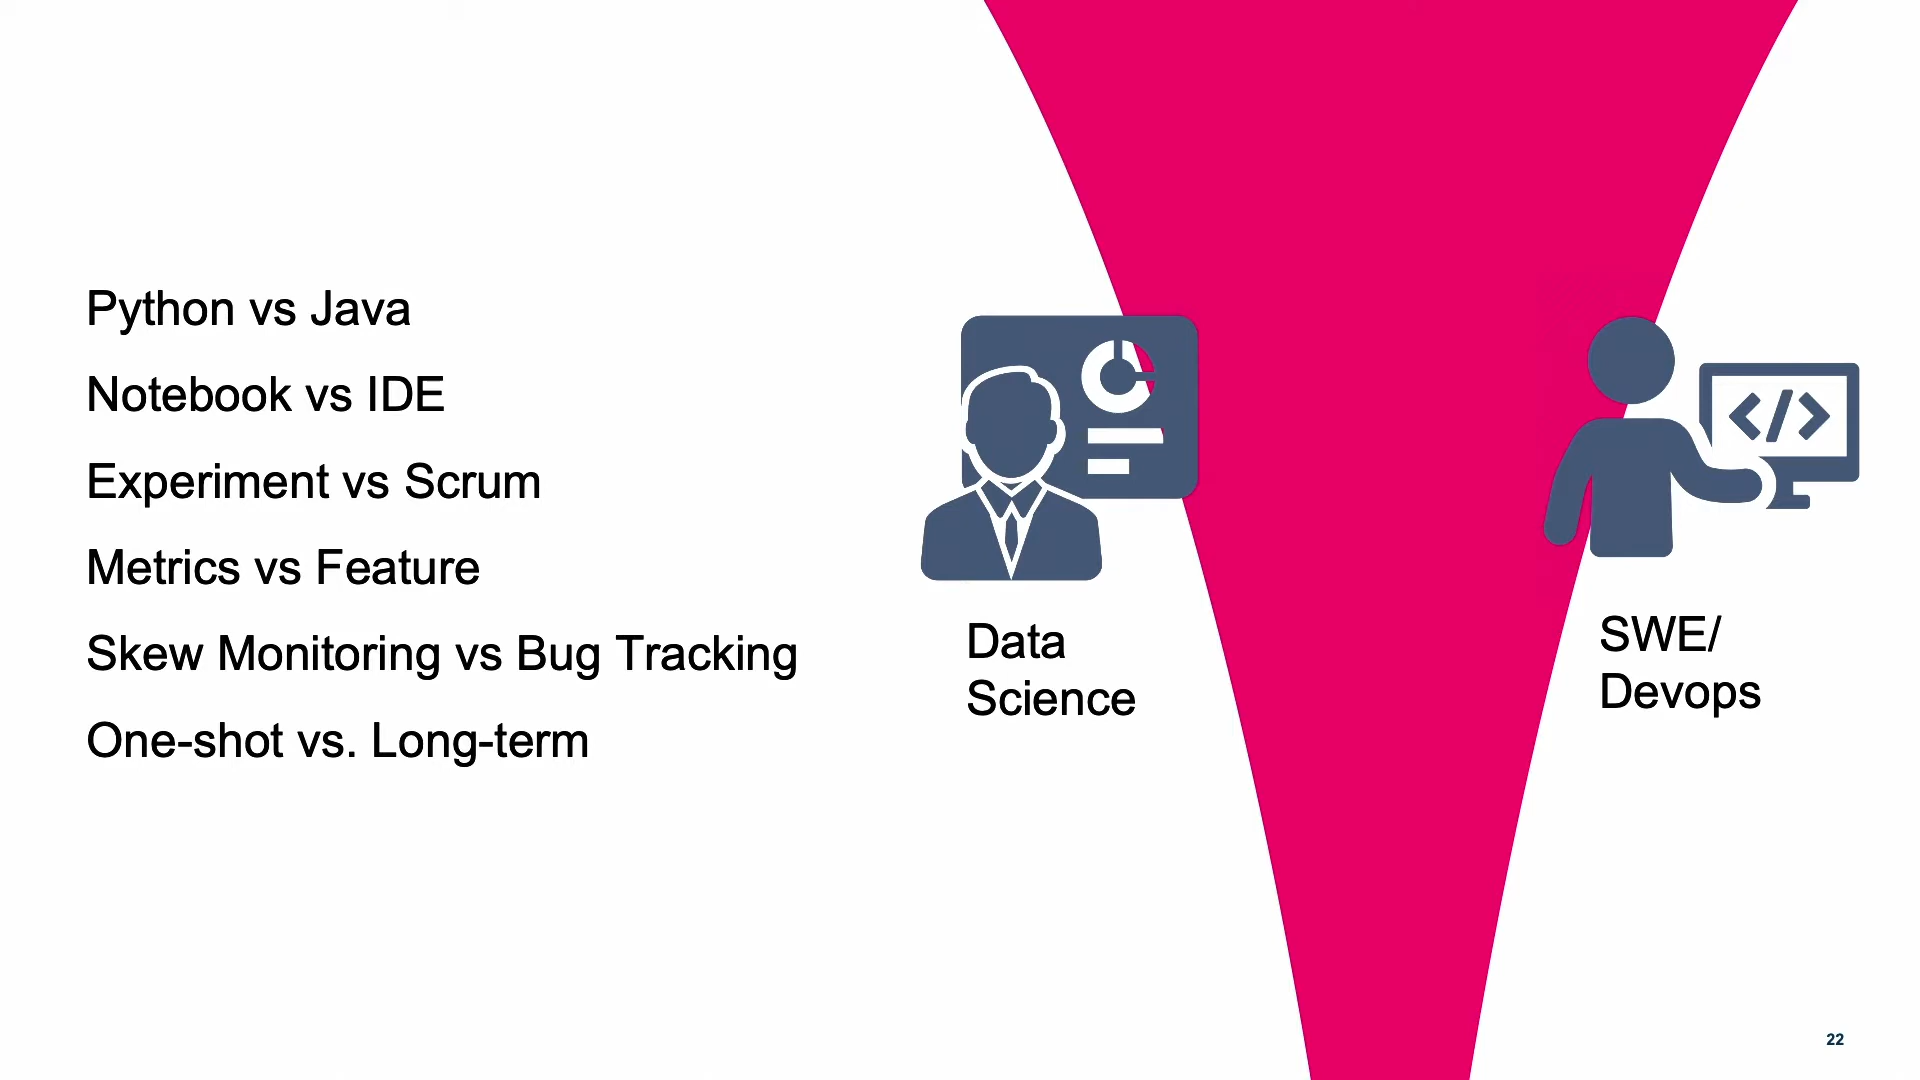 Python vs Java
Notebook vs IDE
Experiment vs Scrum
Metrics vs Feature
Skew Monitoring vs Bug Tracking
One-shot vs. Long-term
Data
Science
</>
SWE/
Devops
22